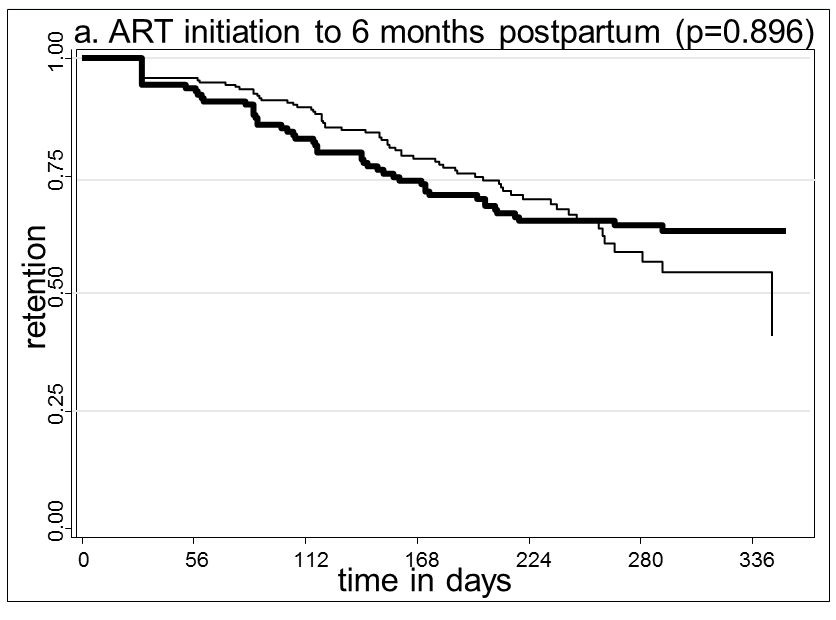 a. ART initiation to 6 months postpartum (p=0.896)
1.00
0.75
0.50
0.25
0.00
retention
0 56 112 168 224 280 336
time in days